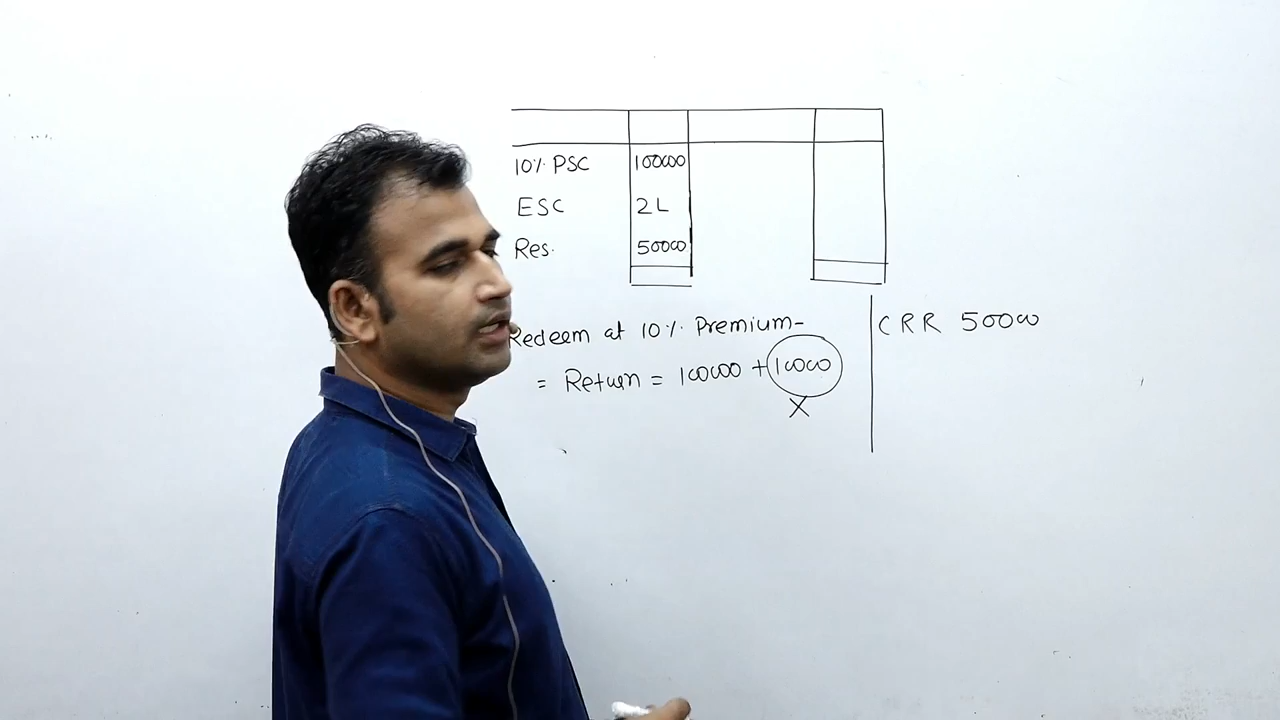 10% PSC 100000
ESC 2L
Res. 50000
Redeem at 10% Premium-
= Return = 100000 + 10000
X
CRR 50000